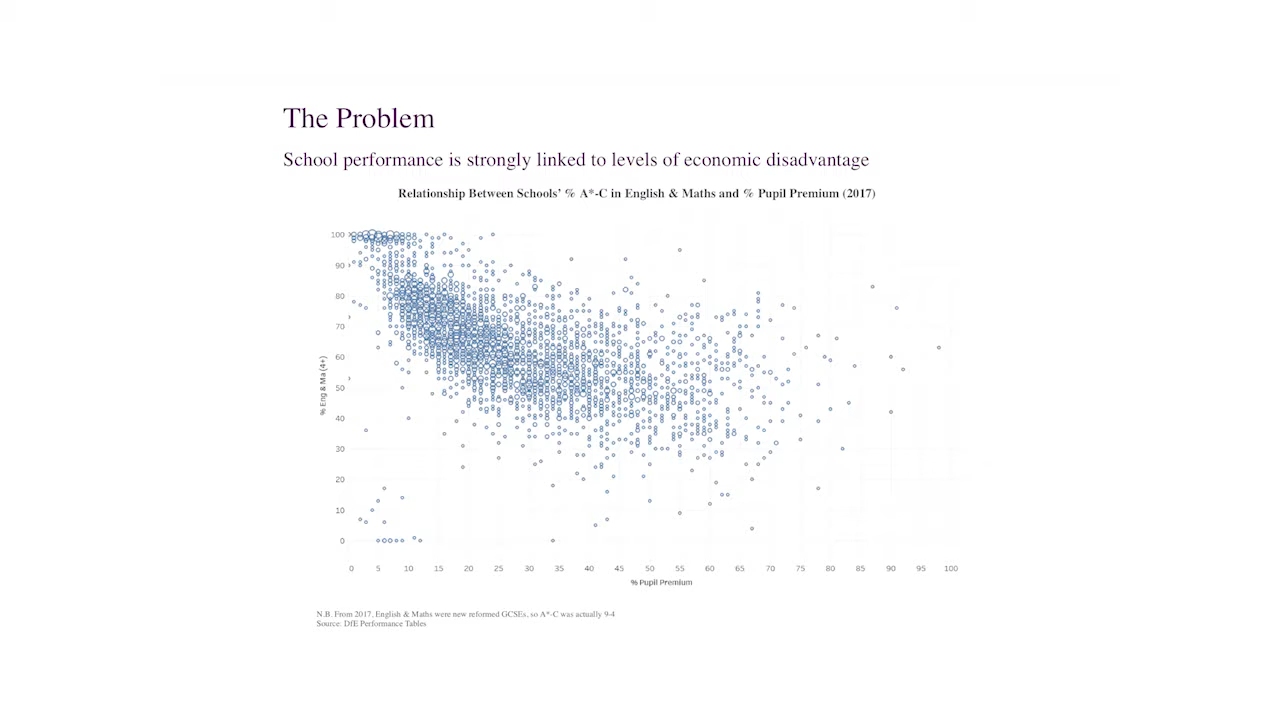 The Problem
School performance is strongly linked to levels of economic disadvantage
Relationship Between Schools' % A*-C in English & Maths and % Pupil Premium (2017)
100
90
80
70
60
50
40
30
20
10
0
% Eng & Ma (4+)
0 5 10 15 20 25 30 35 40 45 50 55 60 65 70 75 80 85 90 95 100
% Pupil Premium
N.B. From 2017, English & Maths were new reformed GCSEs, so A*-C was actually 9-4
Source: DfE Performance Tables